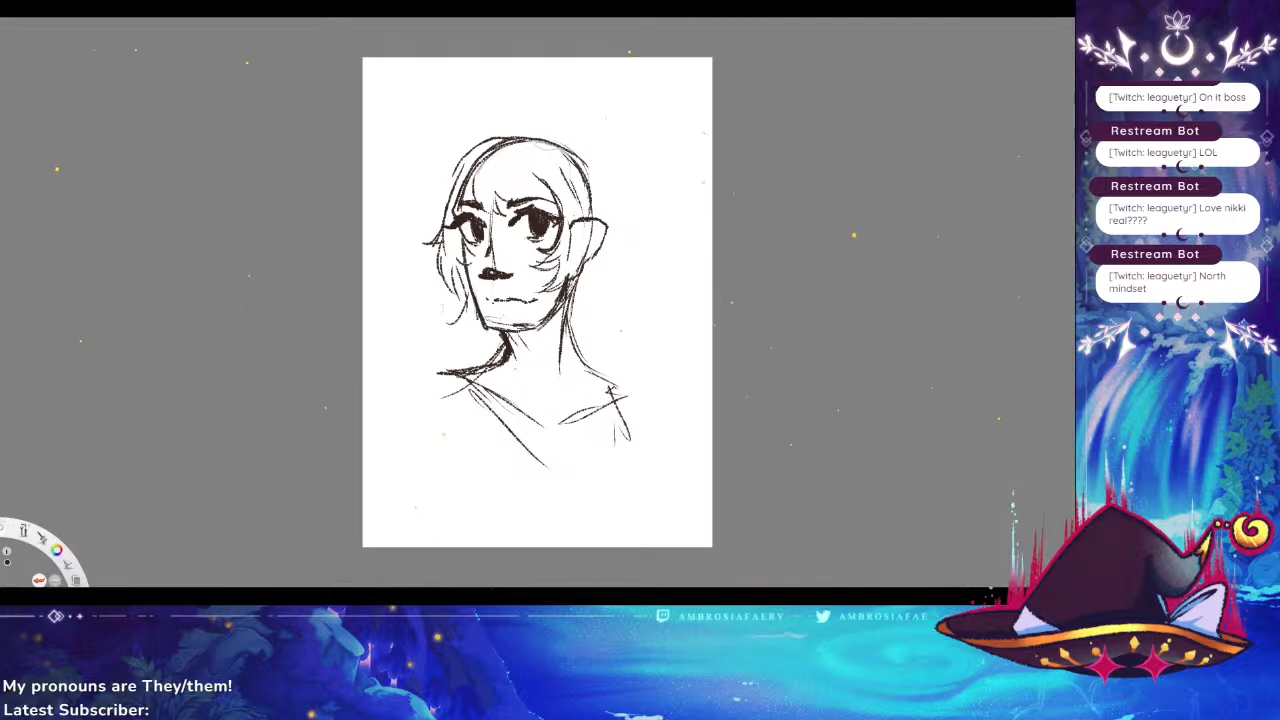 [Twitch: leaguetyr] On it boss
Restream Bot
[Twitch: leaguetyr] LOL
Restream Bot
[Twitch: leaguetyr] Love nikki
real????
Restream Bot
[Twitch: leaguetyr] North
mindset
AMBROSIAFAERY
AMBROSIAFAE
My pronouns are They/them!
Latest Subscriber: